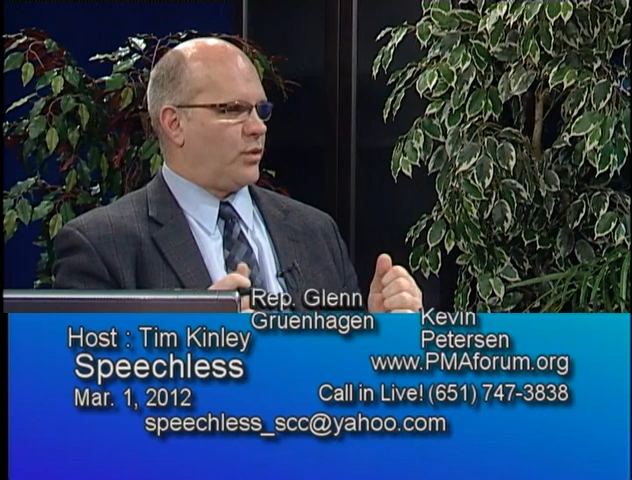 Rep. Glenn
Gruenhagen
Kevin
Petersen
Host : Tim Kinley
Speechless
www.PMAforum.org
Mar. 1, 2012
Call in Live! (651) 747-3838
speechless_scc@yahoo.com